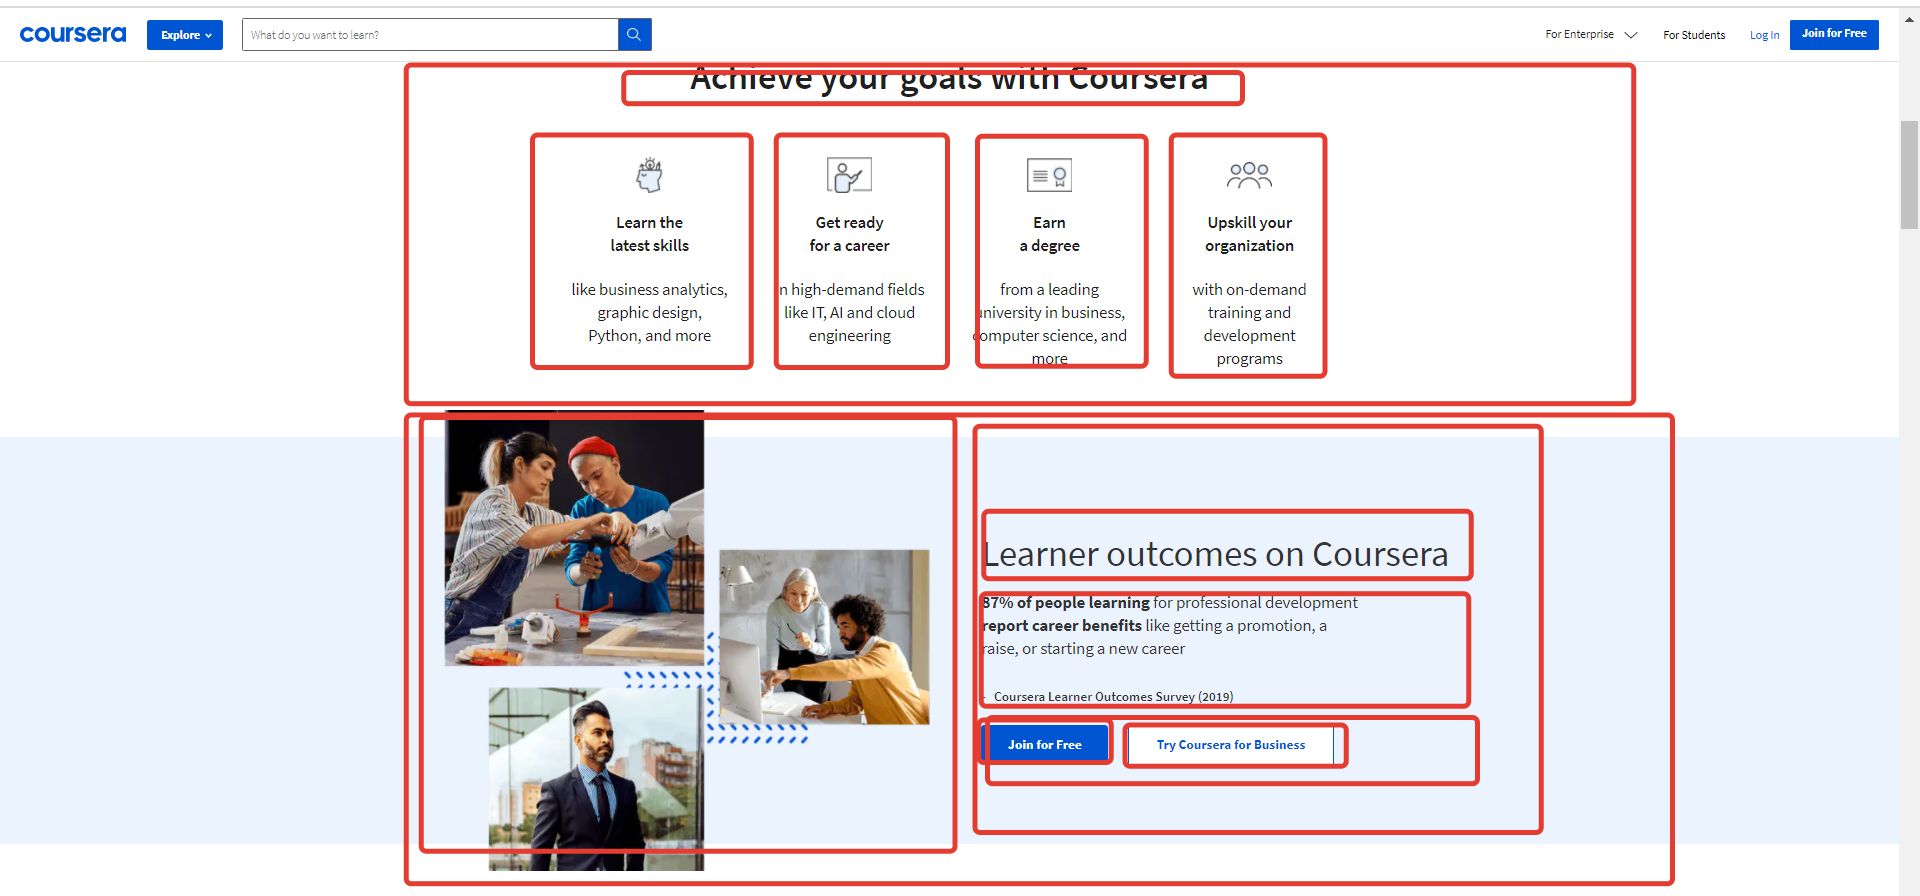 coursera
Explore
What do you want to learn?
For Enterprise
For Students
Log In
Join for Free
Achieve your goals with Coursera
Learn the
latest skills
like business analytics,
graphic design,
Python, and more
Get ready
for a career
n high-demand fields
like IT, AI and cloud
engineering
Earn
a degree
from a leading
university in business,
computer science, and
more
Upskill your
organization
with on-demand
training and
development
programs
Learner outcomes on Coursera
87% of people learning for professional development
report career benefits like getting a promotion, a
raise, or starting a new career
- Coursera Learner Outcomes Survey (2019)
Join for Free
Try Coursera for Business